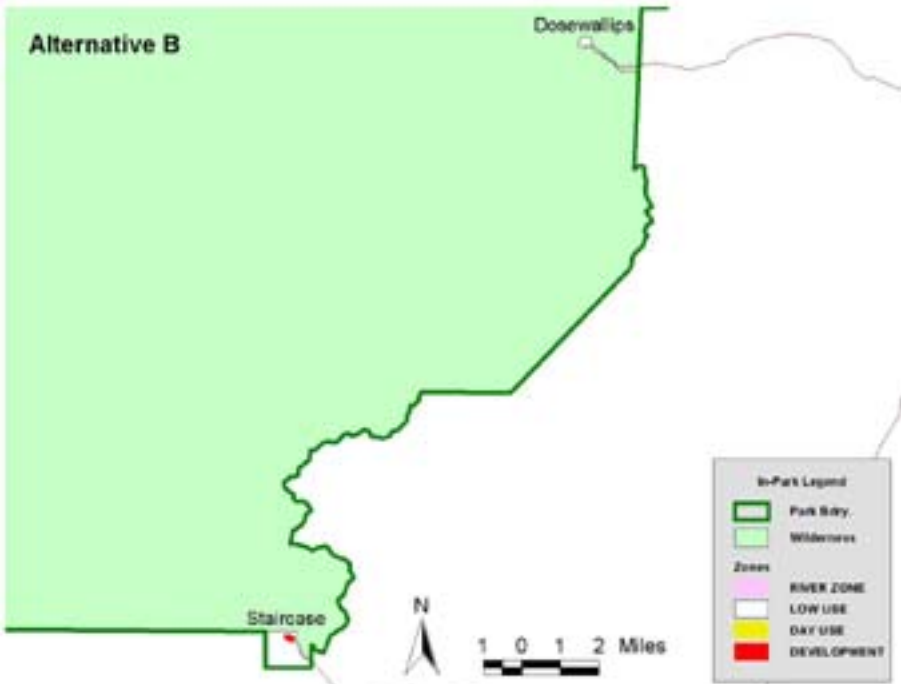 Alternative B
Dosewallips
Staircase
N
1 0 1 2 Miles
In-Park Legend
Park Bdry.
Wilderness
Zones
RIVER ZONE
LOW USE
DAY USE
DEVELOPMENT